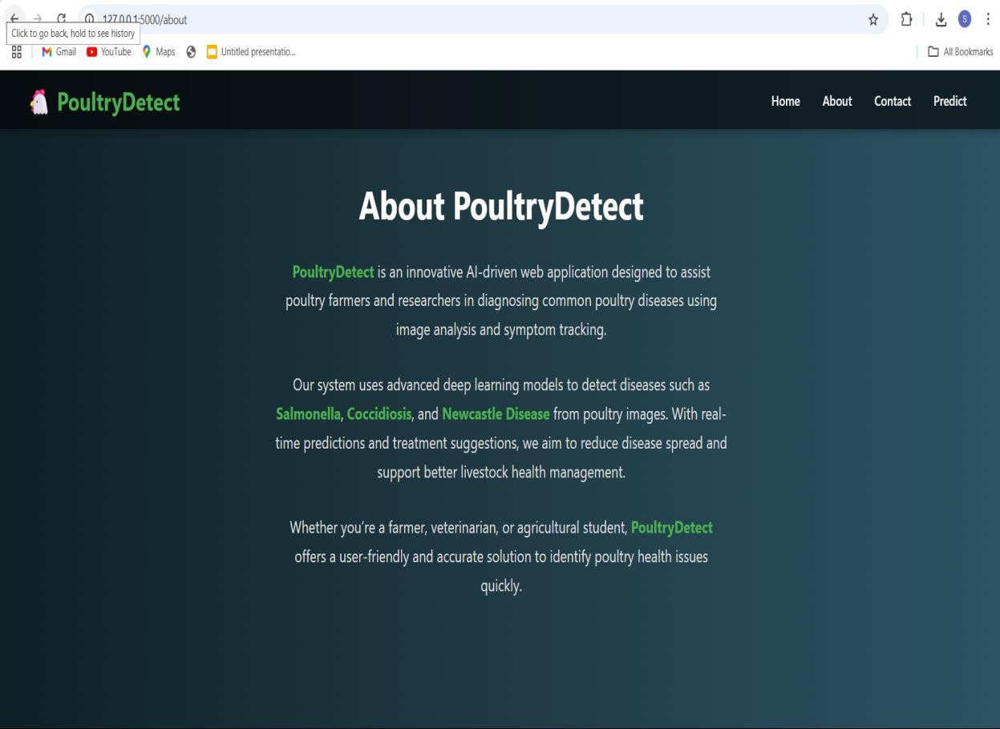 127.0.0.1:5000/about
Click to go back, hold to see history
Gmail YouTube Maps Untitled presentatio... All Bookmarks
S
PoultryDetect Home About Contact Predict
About PoultryDetect
PoultryDetect is an innovative AI-driven web application designed to assist
poultry farmers and researchers in diagnosing common poultry diseases using
image analysis and symptom tracking.
Our system uses advanced deep learning models to detect diseases such as
Salmonella, Coccidiosis, and Newcastle Disease from poultry images. With real-
time predictions and treatment suggestions, we aim to reduce disease spread and
support better livestock health management.
Whether you’re a farmer, veterinarian, or agricultural student, PoultryDetect
offers a user-friendly and accurate solution to identify poultry health issues
quickly.